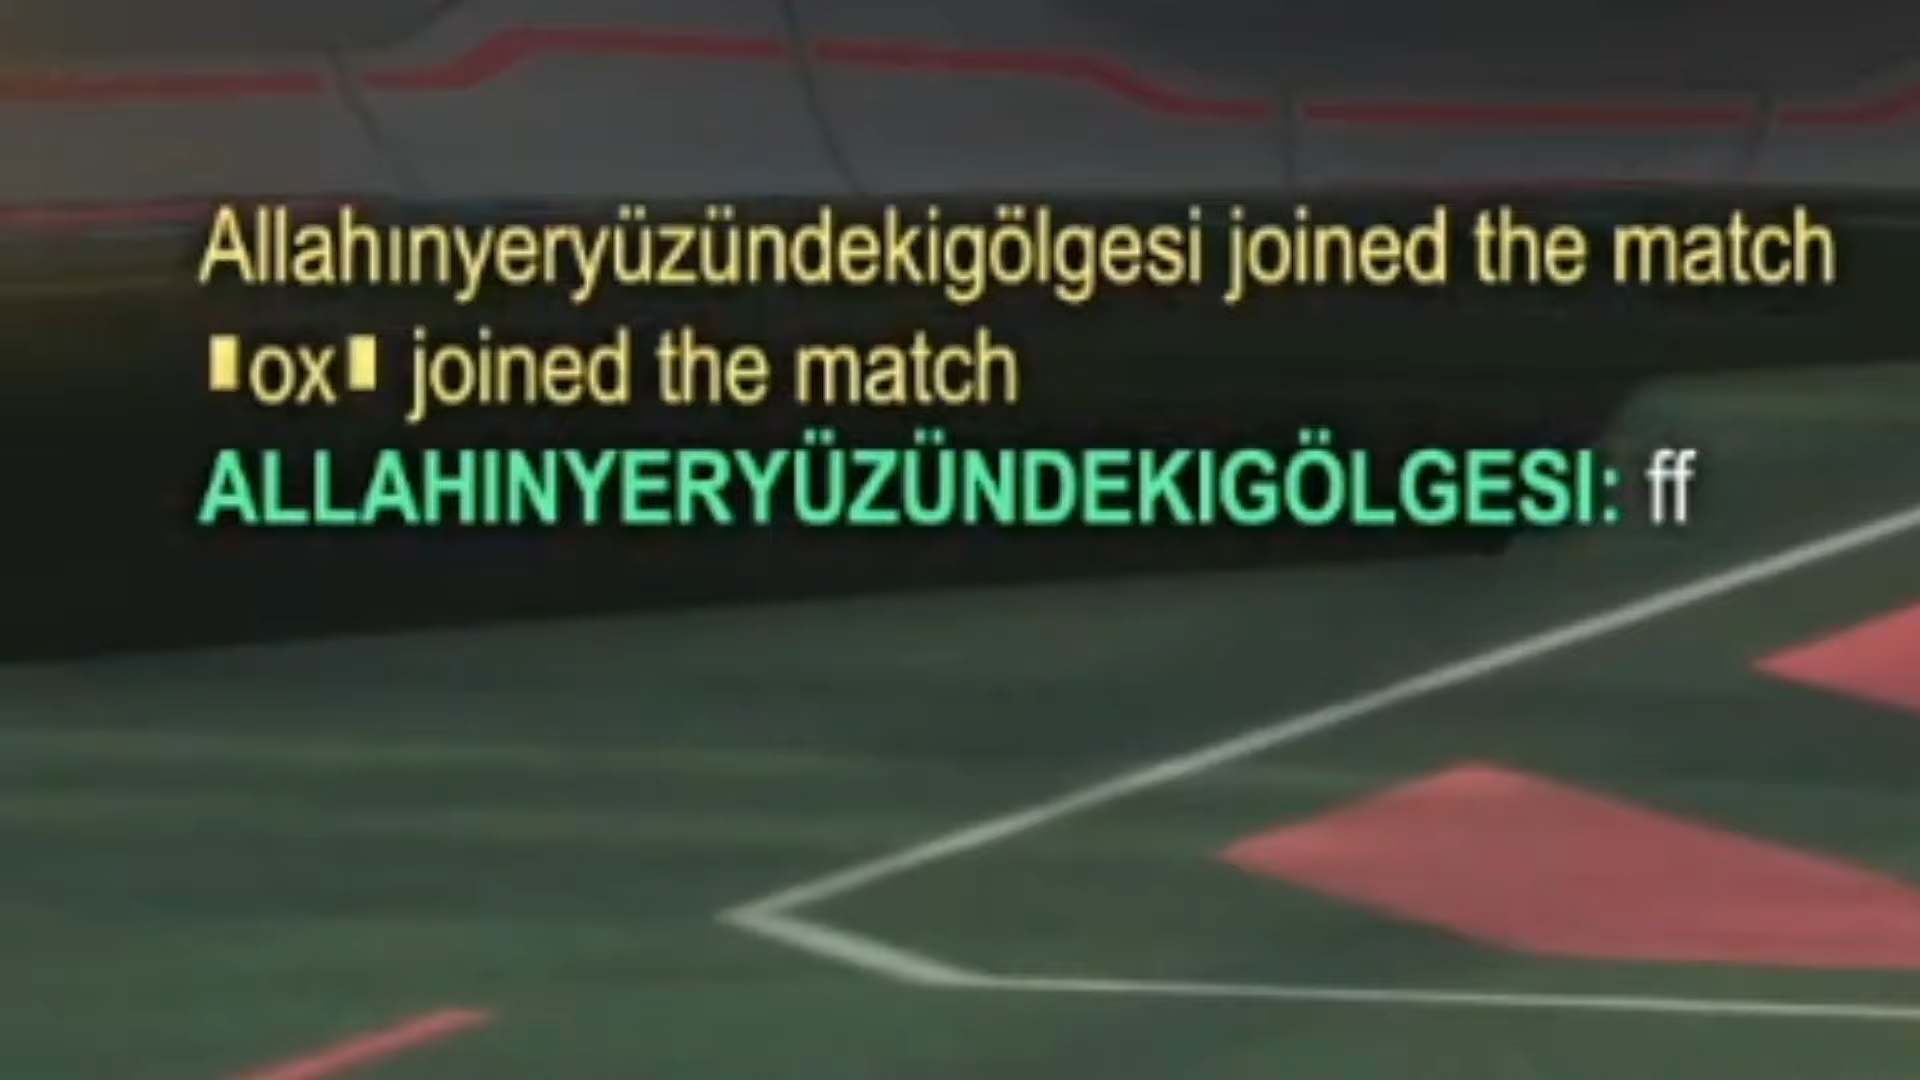 Allahınyeryüzündekigölgesi joined the match
▮ox▮ joined the match
ALLAHINYERYÜZÜNDEKIGÖLGESI: ff